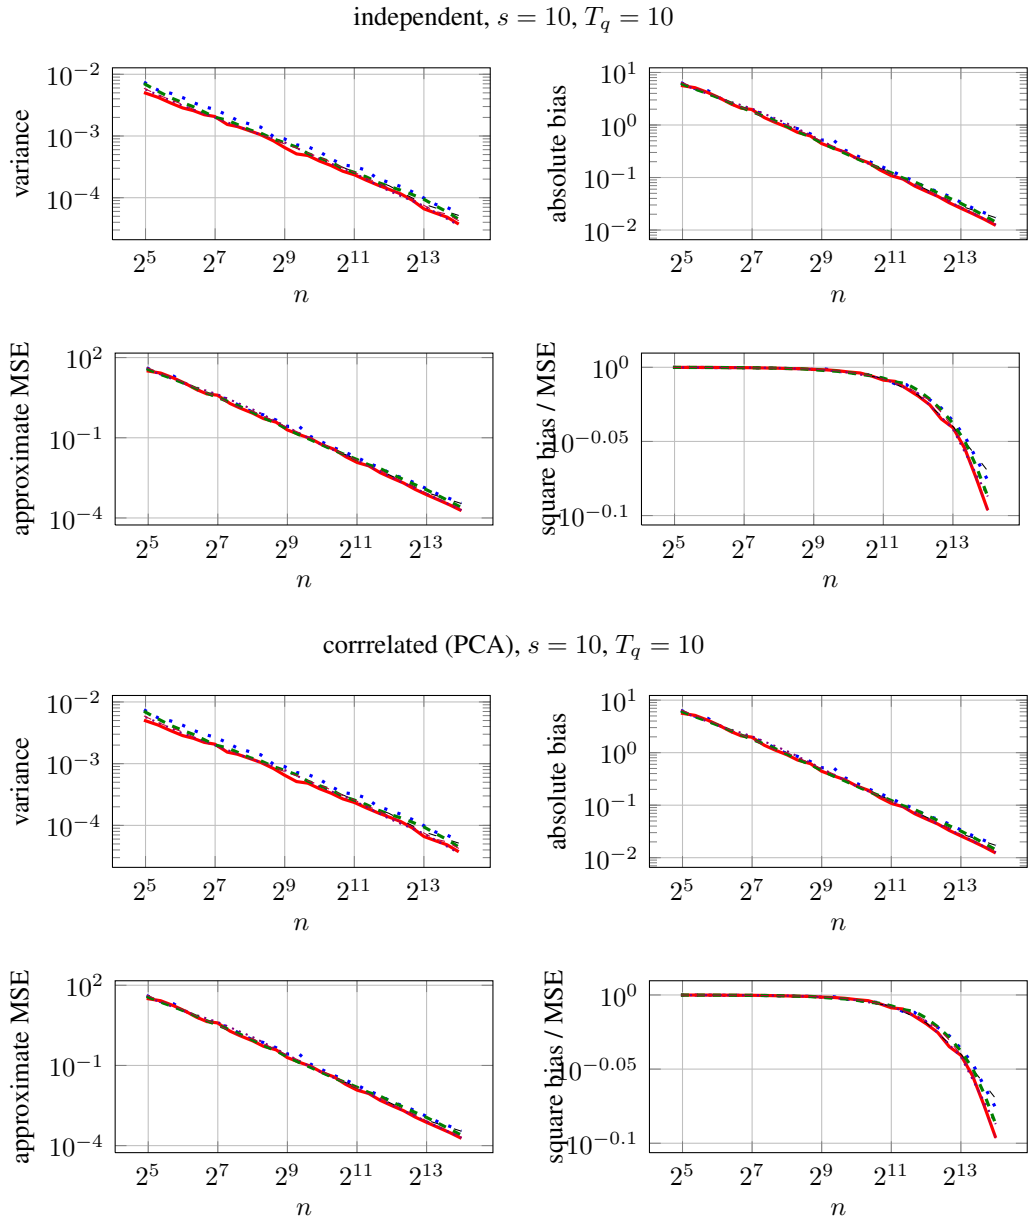 independent, s = 10, T_q = 10
variance
10^−2
10^−3
10^−4
2^5 2^7 2^9 2^11 2^13
n
absolute bias
10^1
10^0
10^−1
10^−2
2^5 2^7 2^9 2^11 2^13
n
approximate MSE
10^2
10^−1
10^−4
2^5 2^7 2^9 2^11 2^13
n
square bias / MSE
10^0
10^−0.05
10^−0.1
2^5 2^7 2^9 2^11 2^13
n
corrrelated (PCA), s = 10, T_q = 10
variance
10^−2
10^−3
10^−4
2^5 2^7 2^9 2^11 2^13
n
absolute bias
10^1
10^0
10^−1
10^−2
2^5 2^7 2^9 2^11 2^13
n
approximate MSE
10^2
10^−1
10^−4
2^5 2^7 2^9 2^11 2^13
n
square bias / MSE
10^0
10^−0.05
10^−0.1
2^5 2^7 2^9 2^11 2^13
n